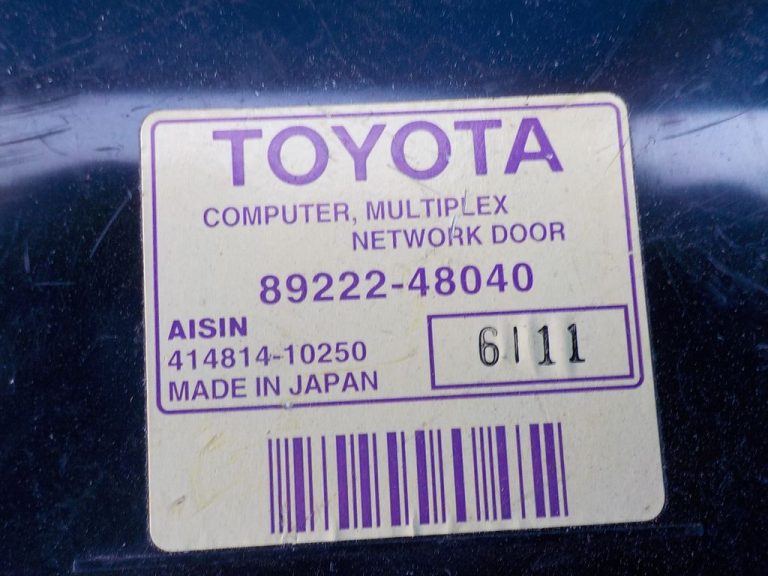 TOYOTA
COMPUTER, MULTIPLEX
NETWORK DOOR
89222-48040
AISIN
414814-10250
MADE IN JAPAN
6111